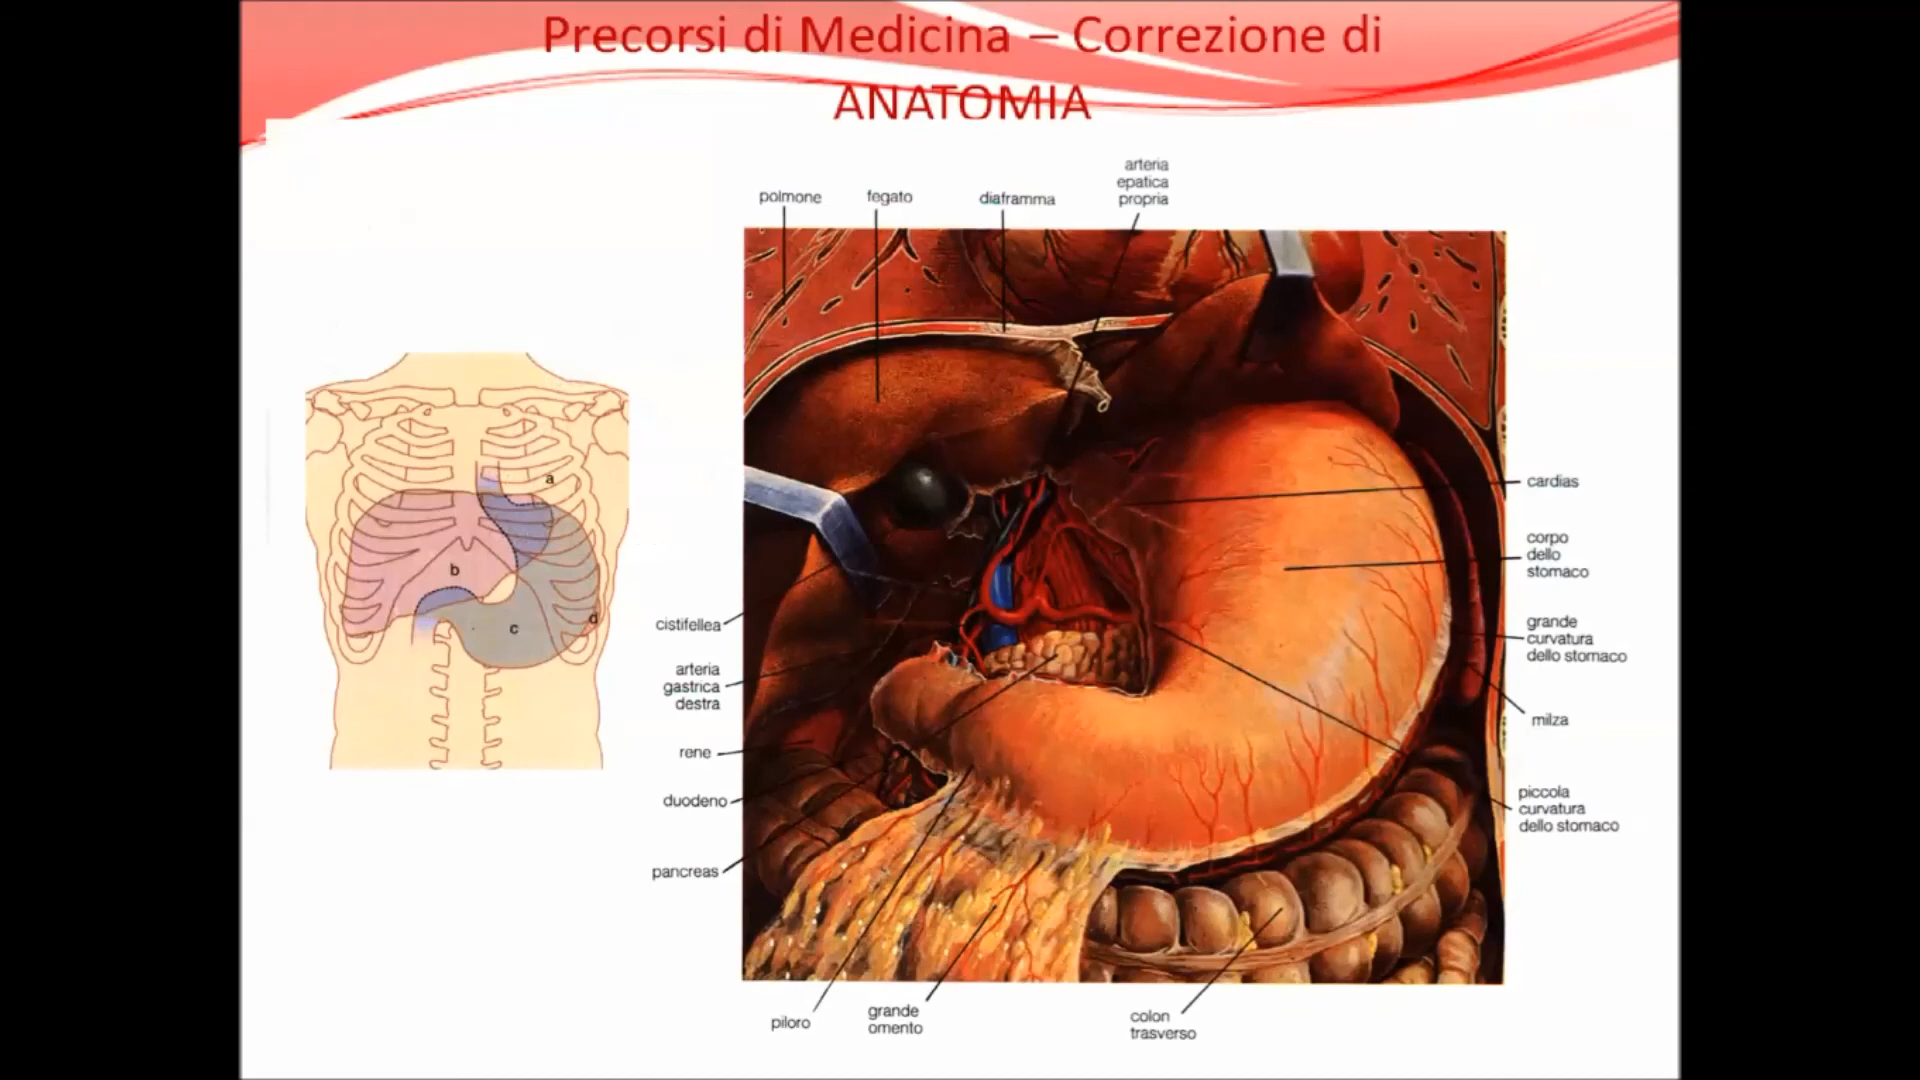 Precorsi di Medicina – Correzione di
ANATOMIA
polmone
fegato
diaframma
arteria
epatica
propria
a
b
c
d
cistifellea
arteria
gastrica
destra
rene
duodeno
pancreas
piloro
grande
omento
colon
trasverso
cardias
corpo
dello
stomaco
grande
curvatura
dello stomaco
milza
piccola
curvatura
dello stomaco